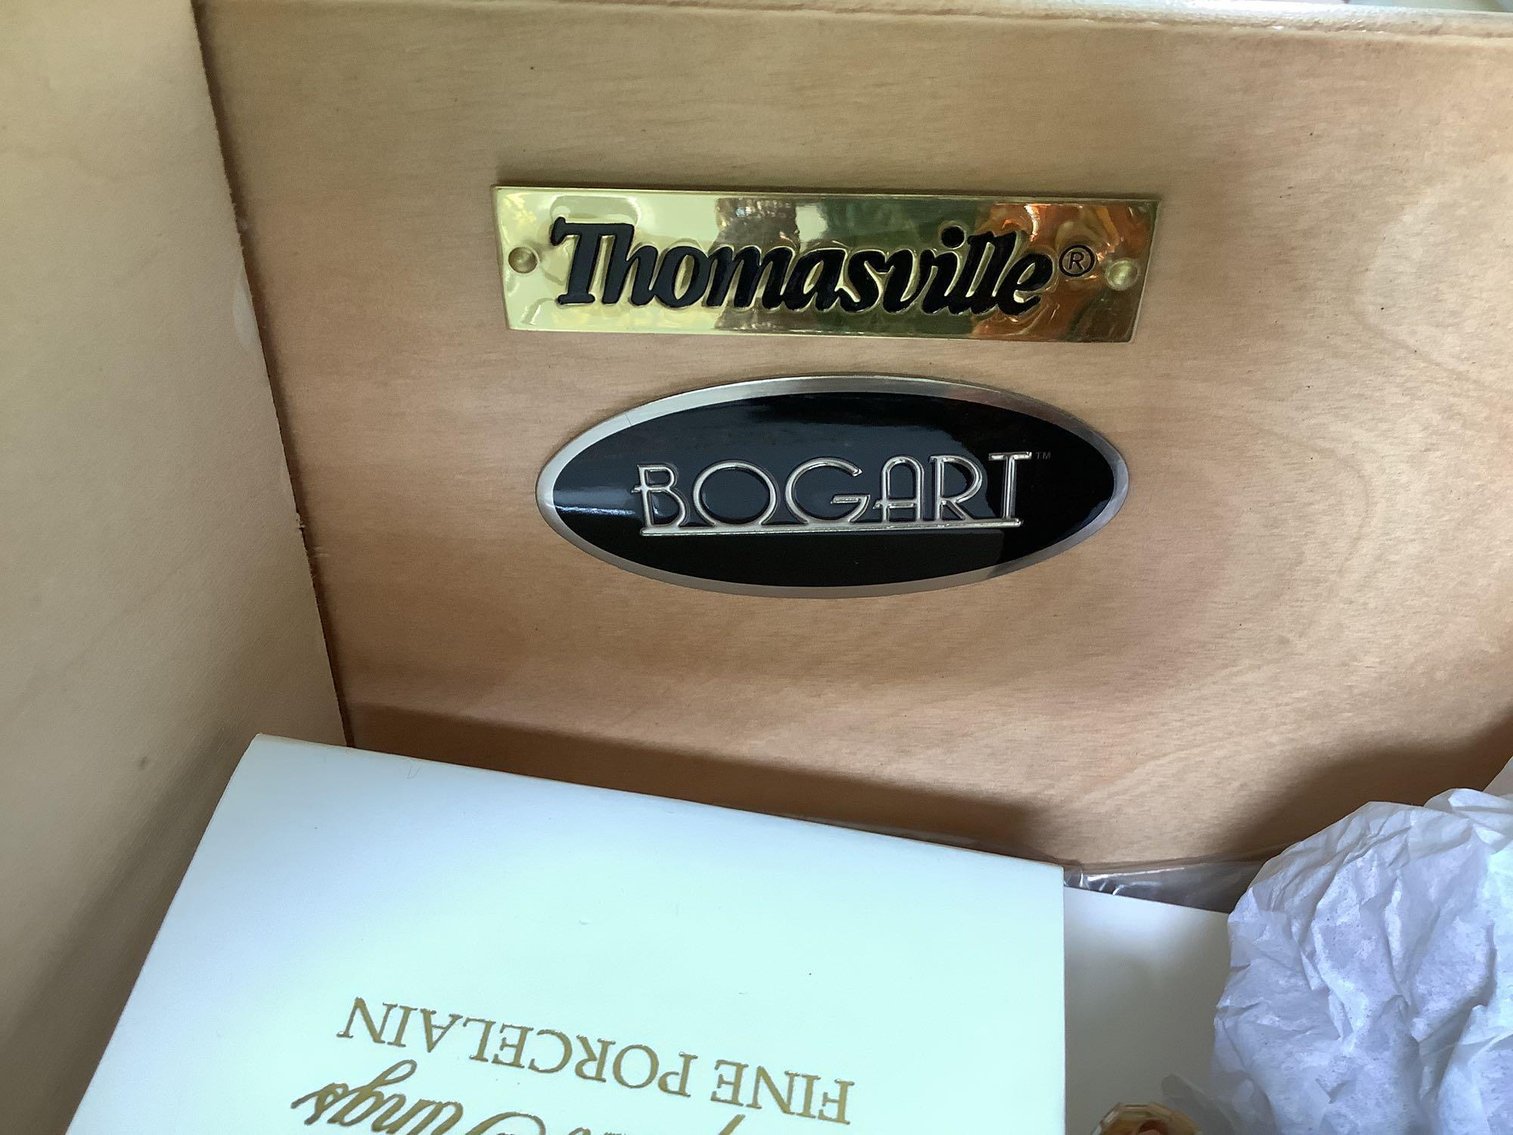 Thomasville®
BOGART™
FINE PORCELAIN